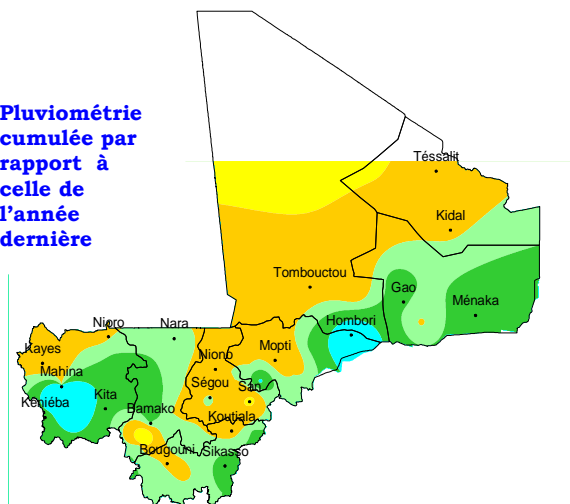 Pluviométrie
cumulée par
rapport à
celle de
l'année
dernière
Téssalit
Kidal
Tombouctou
Gao
Ménaka
Hombori
Nioro
Nara
Mopti
Kayes
Niono
Mahina
Ségou
San
Kéniéba
Kita
Bamako
Koutiala
Bougouni
Sikasso